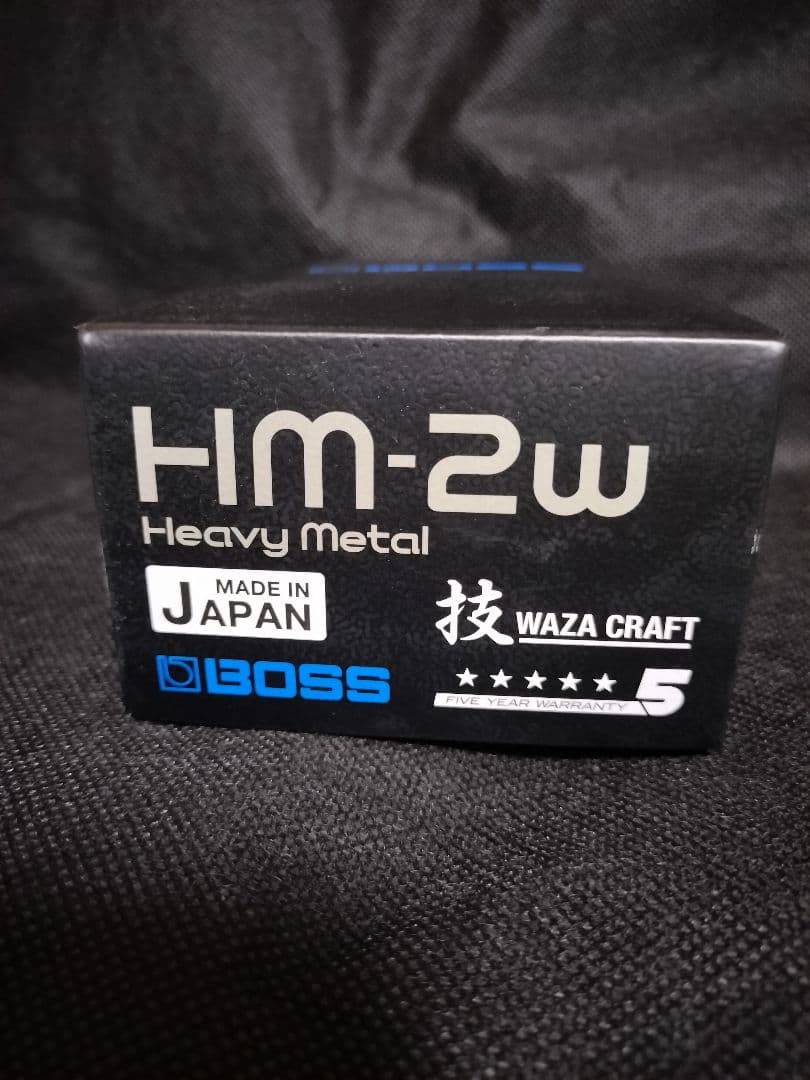 HM-2w
Heavy Metal
MADE IN
JAPAN
技 WAZA CRAFT
BOSS
★★★★★ 5
FIVE YEAR WARRANTY